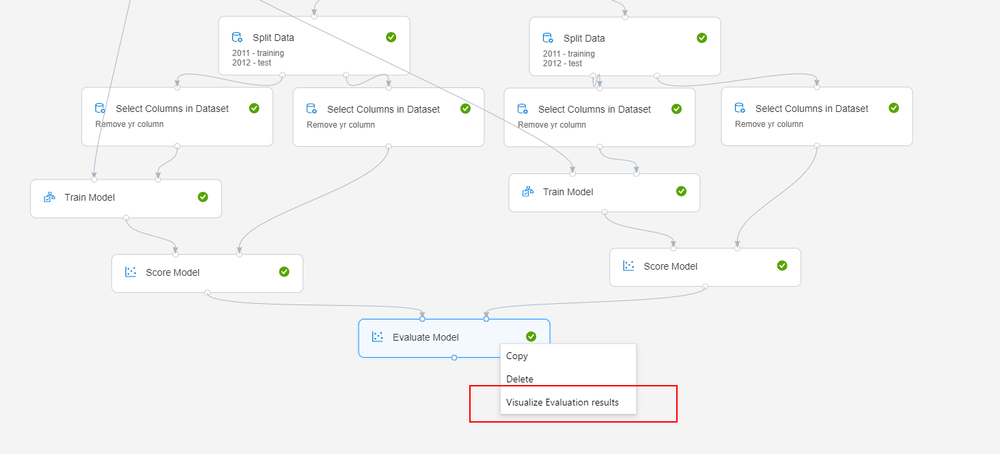 Split Data
2011 - training
2012 - test
Split Data
2011 - training
2012 - test
Select Columns in Dataset
Remove yr column
Select Columns in Dataset
Remove yr column
Select Columns in Dataset
Remove yr column
Select Columns in Dataset
Remove yr column
Train Model
Train Model
Score Model
Score Model
Evaluate Model
Copy
Delete
Visualize Evaluation results